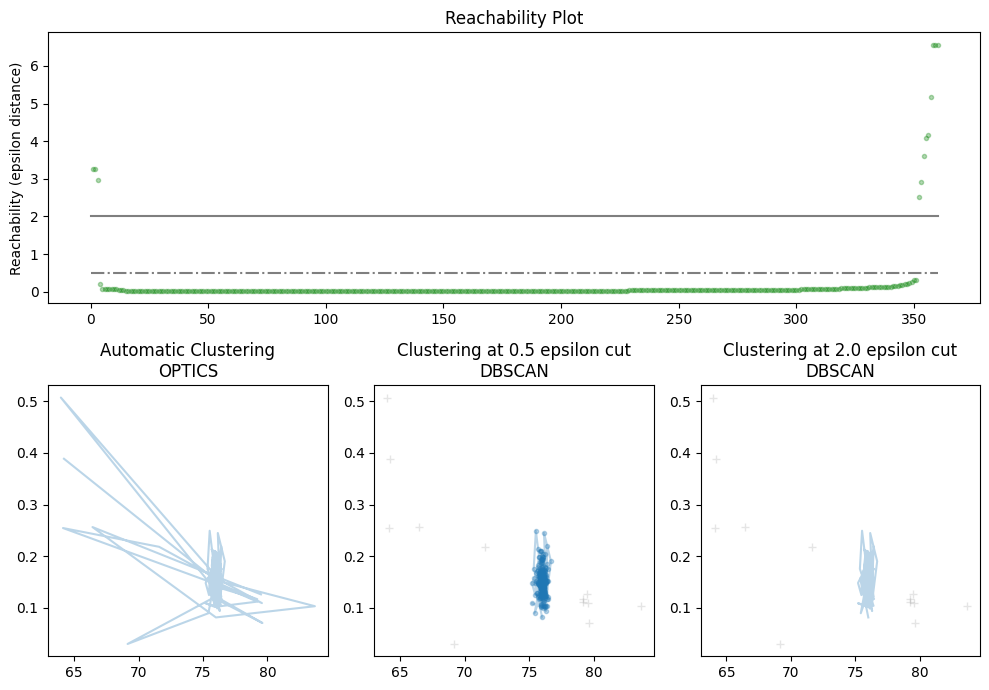 Reachability Plot
Reachability (epsilon distance)
6
5
4
3
2
1
0
0 50 100 150 200 250 300 350
Automatic Clustering
OPTICS
0.5
0.4
0.3
0.2
0.1
65 70 75 80
Clustering at 0.5 epsilon cut
DBSCAN
0.5
0.4
0.3
0.2
0.1
65 70 75 80
Clustering at 2.0 epsilon cut
DBSCAN
0.5
0.4
0.3
0.2
0.1
65 70 75 80